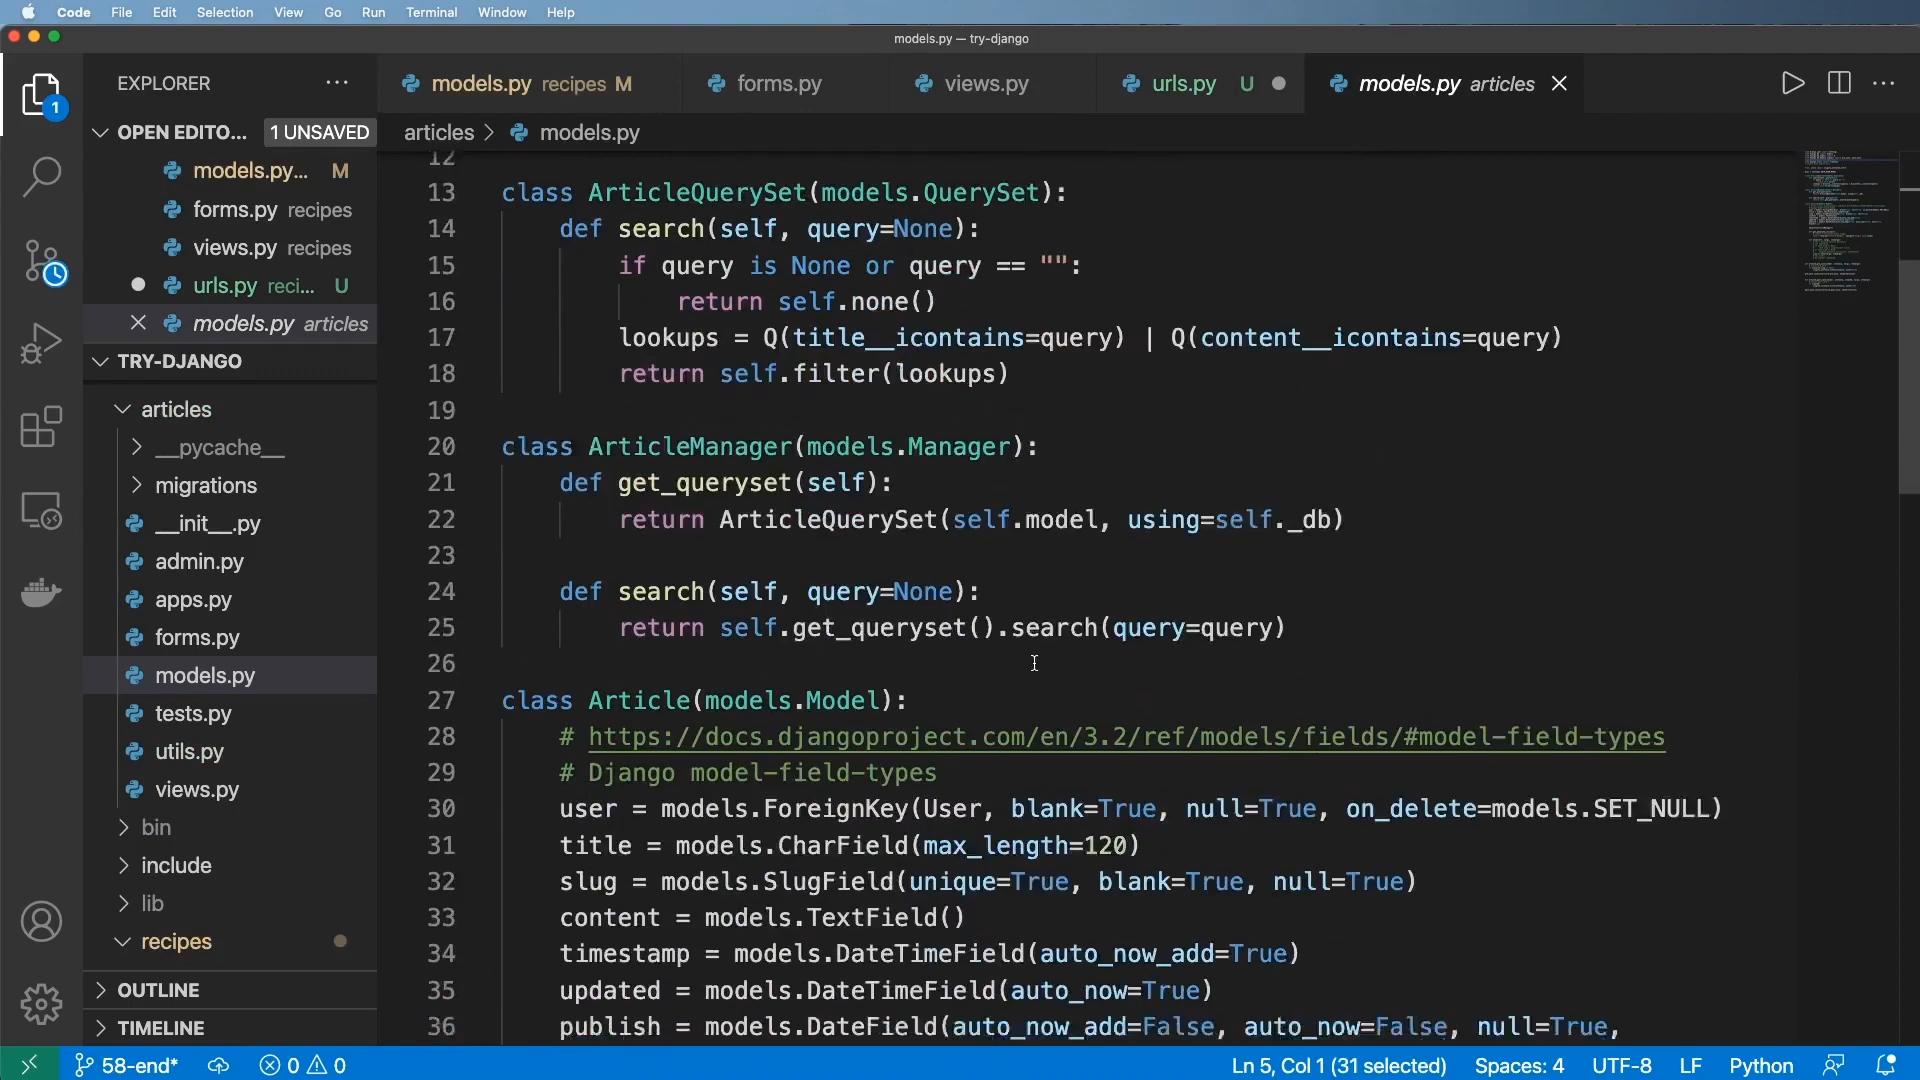 Code File Edit Selection View Go Run Terminal Window Help
models.py — try-django
EXPLORER
models.py recipes M
forms.py
views.py
urls.py U
models.py articles
OPEN EDITO... 1 UNSAVED
articles > models.py
models.py... M
forms.py recipes
views.py recipes
urls.py reci... U
models.py articles
TRY-DJANGO
articles
__pycache__
migrations
__init__.py
admin.py
apps.py
forms.py
models.py
tests.py
utils.py
views.py
bin
include
lib
recipes
OUTLINE
TIMELINE
1
12
13 class ArticleQuerySet(models.QuerySet):
14 def search(self, query=None):
15 if query is None or query == "":
16 return self.none()
17 lookups = Q(title__icontains=query) | Q(content__icontains=query)
18 return self.filter(lookups)
19
20 class ArticleManager(models.Manager):
21 def get_queryset(self):
22 return ArticleQuerySet(self.model, using=self._db)
23
24 def search(self, query=None):
25 return self.get_queryset().search(query=query)
26
27 class Article(models.Model):
28 # https://docs.djangoproject.com/en/3.2/ref/models/fields/#model-field-types
29 # Django model-field-types
30 user = models.ForeignKey(User, blank=True, null=True, on_delete=models.SET_NULL)
31 title = models.CharField(max_length=120)
32 slug = models.SlugField(unique=True, blank=True, null=True)
33 content = models.TextField()
34 timestamp = models.DateTimeField(auto_now_add=True)
35 updated = models.DateTimeField(auto_now=True)
36 publish = models.DateField(auto_now_add=False, auto_now=False, null=True,
58-end* 0 0 Ln 5, Col 1 (31 selected) Spaces: 4 UTF-8 LF Python